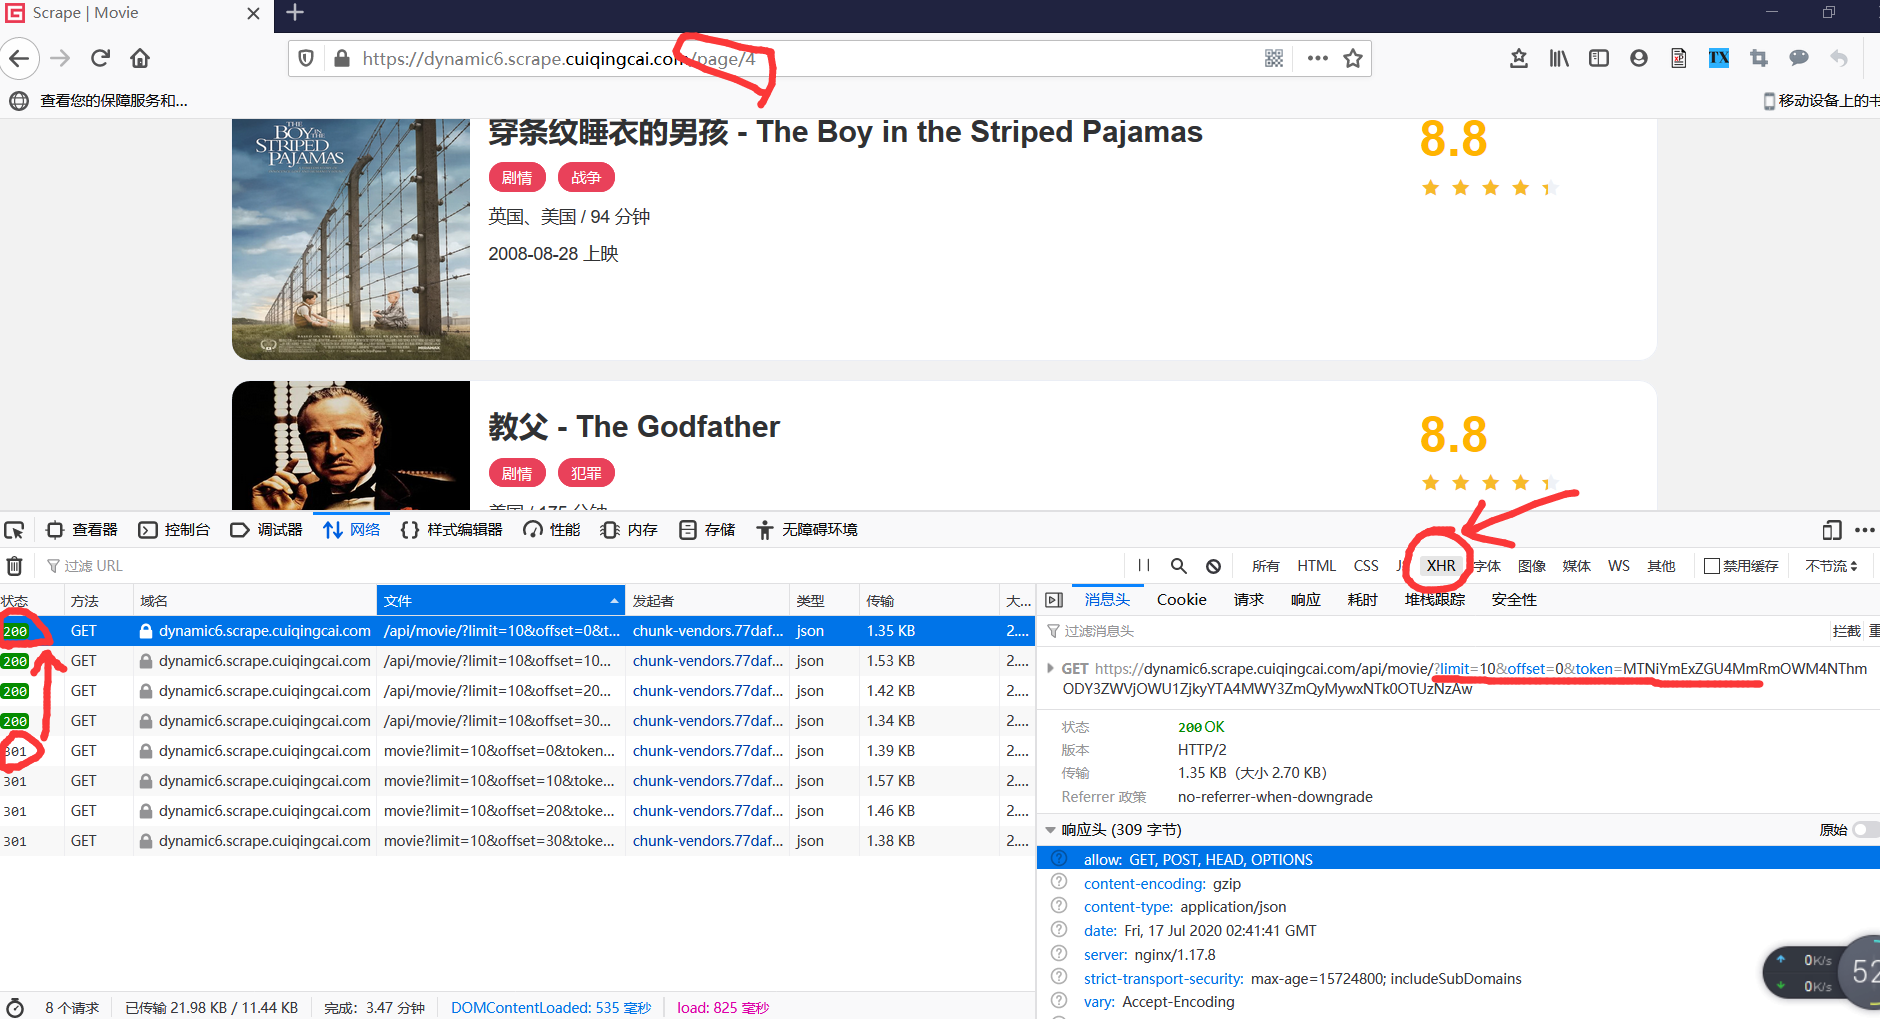 Scrape | Movie
https://dynamic6.scrape.cuiqingcai.com/page/4
查看您的保障服务和...
移动设备上的书
THE
BOY IN THE
STRIPED
PAJAMAS
穿条纹睡衣的男孩 - The Boy in the Striped Pajamas
8.8
剧情 战争
英国、美国 / 94 分钟
2008-08-28 上映
教父 - The Godfather
8.8
剧情 犯罪
美国 / 175 分钟
查看器 控制台 调试器 网络 样式编辑器 性能 内存 存储 无障碍环境
过滤 URL
所有 HTML CSS XHR 字体 图像 媒体 WS 其他 禁用缓存 不节流
状态 方法 域名 文件 发起者 类型 传输 大...
200 GET dynamic6.scrape.cuiqingcai.com /api/movie/?limit=10&offset=0&t... chunk-vendors.77daf... json 1.35 KB 2....
200 GET dynamic6.scrape.cuiqingcai.com /api/movie/?limit=10&offset=10... chunk-vendors.77daf... json 1.53 KB 2....
200 GET dynamic6.scrape.cuiqingcai.com /api/movie/?limit=10&offset=20... chunk-vendors.77daf... json 1.42 KB 2....
200 GET dynamic6.scrape.cuiqingcai.com /api/movie/?limit=10&offset=30... chunk-vendors.77daf... json 1.34 KB 2....
301 GET dynamic6.scrape.cuiqingcai.com movie?limit=10&offset=0&token... chunk-vendors.77daf... json 1.39 KB 2....
301 GET dynamic6.scrape.cuiqingcai.com movie?limit=10&offset=10&toke... chunk-vendors.77daf... json 1.57 KB 2....
301 GET dynamic6.scrape.cuiqingcai.com movie?limit=10&offset=20&toke... chunk-vendors.77daf... json 1.46 KB 2....
301 GET dynamic6.scrape.cuiqingcai.com movie?limit=10&offset=30&toke... chunk-vendors.77daf... json 1.38 KB 2....
8 个请求 已传输 21.98 KB / 11.44 KB 完成：3.47 分钟 DOMContentLoaded: 535 毫秒 load: 825 毫秒
消息头 Cookie 请求 响应 耗时 堆栈跟踪 安全性
过滤消息头 拦截 重
GET https://dynamic6.scrape.cuiqingcai.com/api/movie/?limit=10&offset=0&token=MTNiYmExZGU4MmRmOWM4NThm
ODY3ZWVjOWU1ZjkyYTA4MWY3ZmQyMywxNTk0OTUzNzAw
状态 200 OK
版本 HTTP/2
传输 1.35 KB（大小 2.70 KB）
Referrer 政策 no-referrer-when-downgrade
响应头 (309 字节) 原始
allow: GET, POST, HEAD, OPTIONS
content-encoding: gzip
content-type: application/json
date: Fri, 17 Jul 2020 02:41:41 GMT
server: nginx/1.17.8
strict-transport-security: max-age=15724800; includeSubDomains
vary: Accept-Encoding
0K/s
0K/s
52